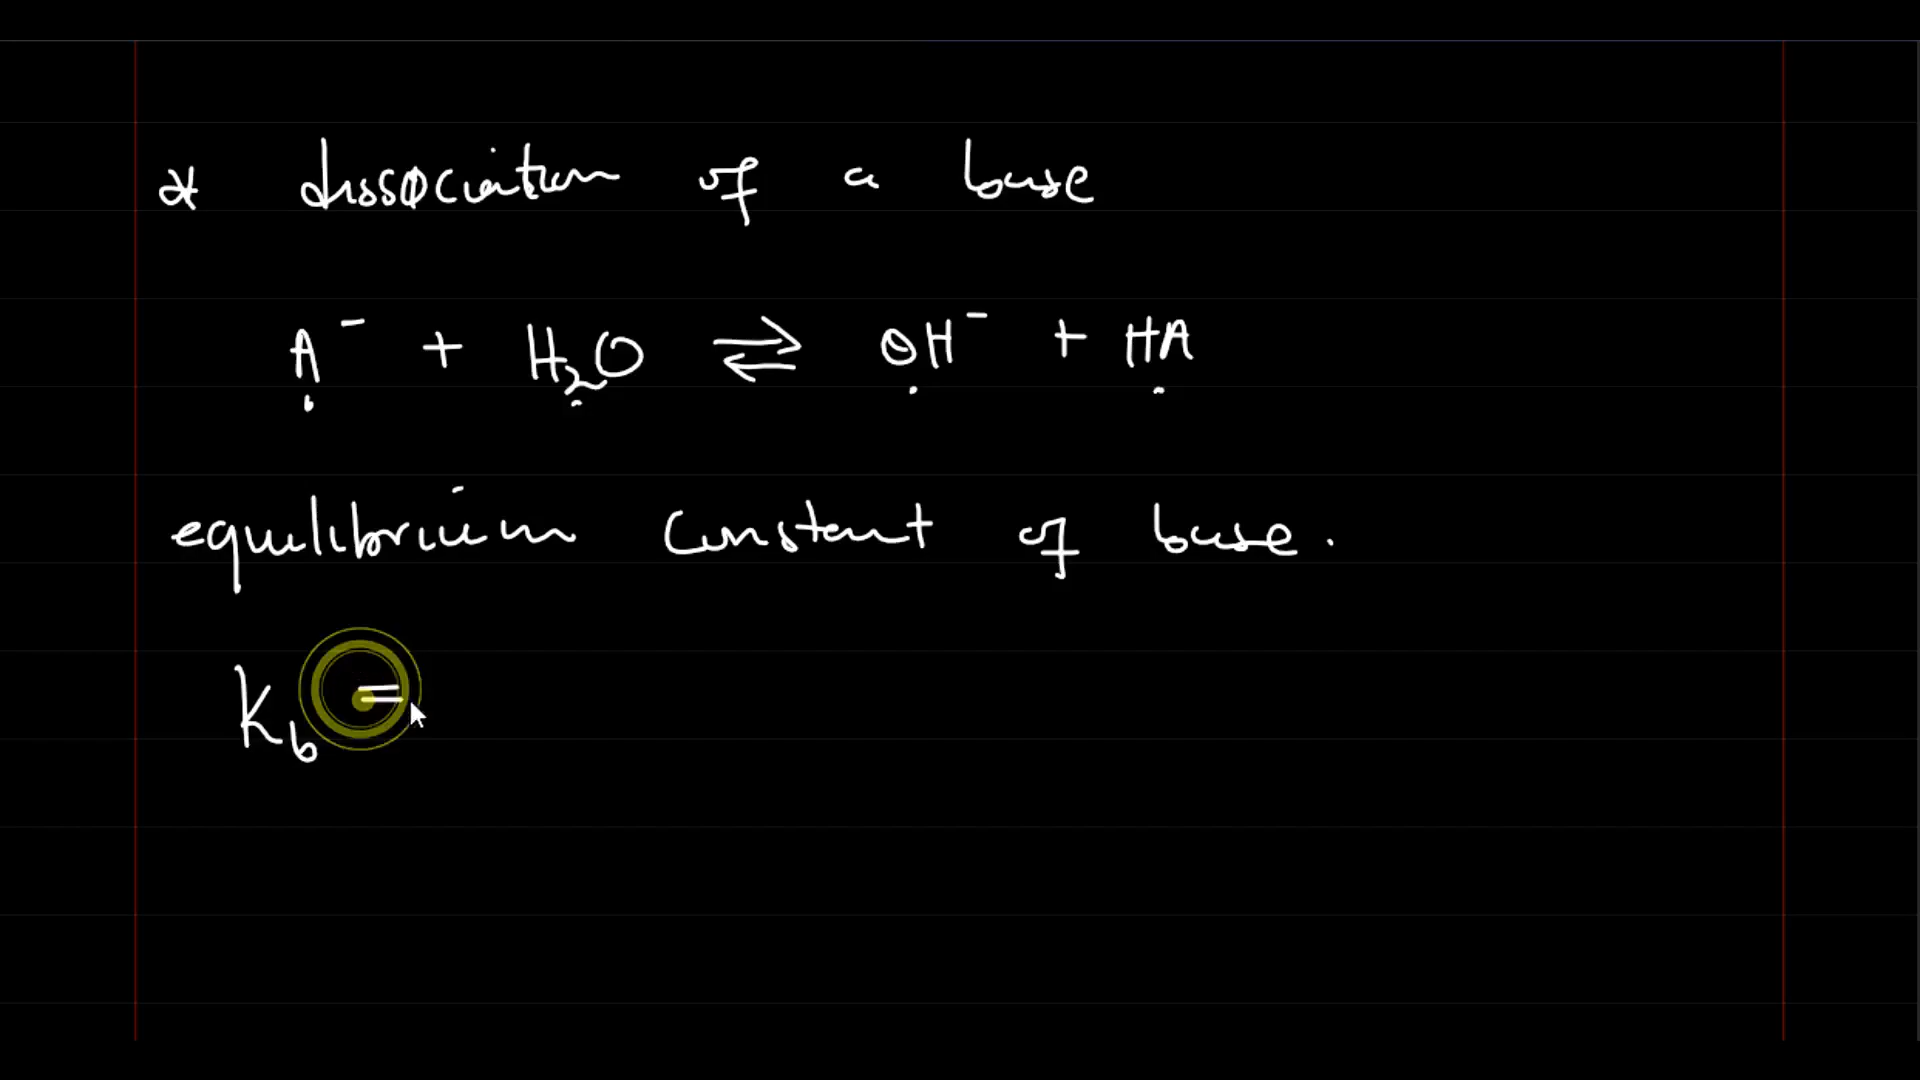 * dissociation of a base
A⁻ + H₂O ⇌ OH⁻ + HA
equilibrium constant of base.
K_b =